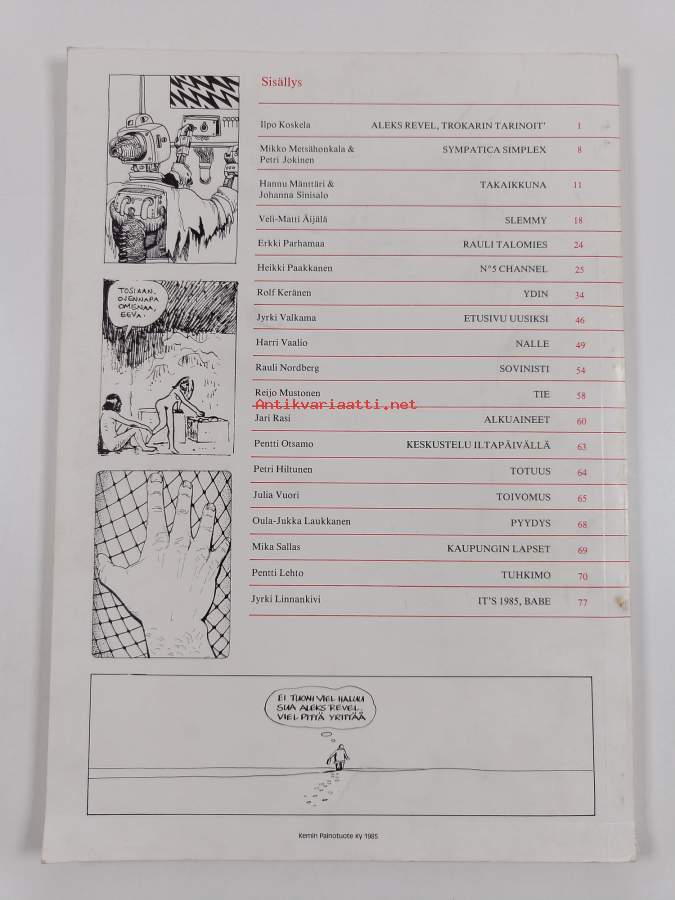 Sisällys
Ilpo Koskela ALEKS REVEL, TROKARIN TARINOIT' 1
Mikko Metsähonkala & SYMPATICA SIMPLEX 8
Petri Jokinen
Hannu Mänttäri & TAKAIKKUNA 11
Johanna Sinisalo
Veli-Matti Äijälä SLEMMY 18
Erkki Parhamaa RAULI TALOMIES 24
Heikki Paakkanen N°5 CHANNEL 25
Rolf Keränen YDIN 34
Jyrki Valkama ETUSIVU UUSIKSI 46
Harri Vaalio NALLE 49
Rauli Nordberg SOVINISTI 54
Reijo Mustonen TIE 58
Antikvariaatti.net
Jari Rasi ALKUAINEET 60
Pentti Otsamo KESKUSTELU ILTAPÄIVÄLLÄ 63
Petri Hiltunen TOTUUS 64
Julia Vuori TOIVOMUS 65
Oula-Jukka Laukkanen PYYDYS 68
Mika Sallas KAUPUNGIN LAPSET 69
Pentti Lehto TUHKIMO 70
Jyrki Linnankivi IT'S 1985, BABE 77
TOSIAAN,
OJENNAPA
OMENAA,
EEVA!
EI TUONI VIEL HALUU
SUA ALEKS REVEL.
VIEL PITÄÄ YRITTÄÄ
Kemin Painotuote Ky 1985